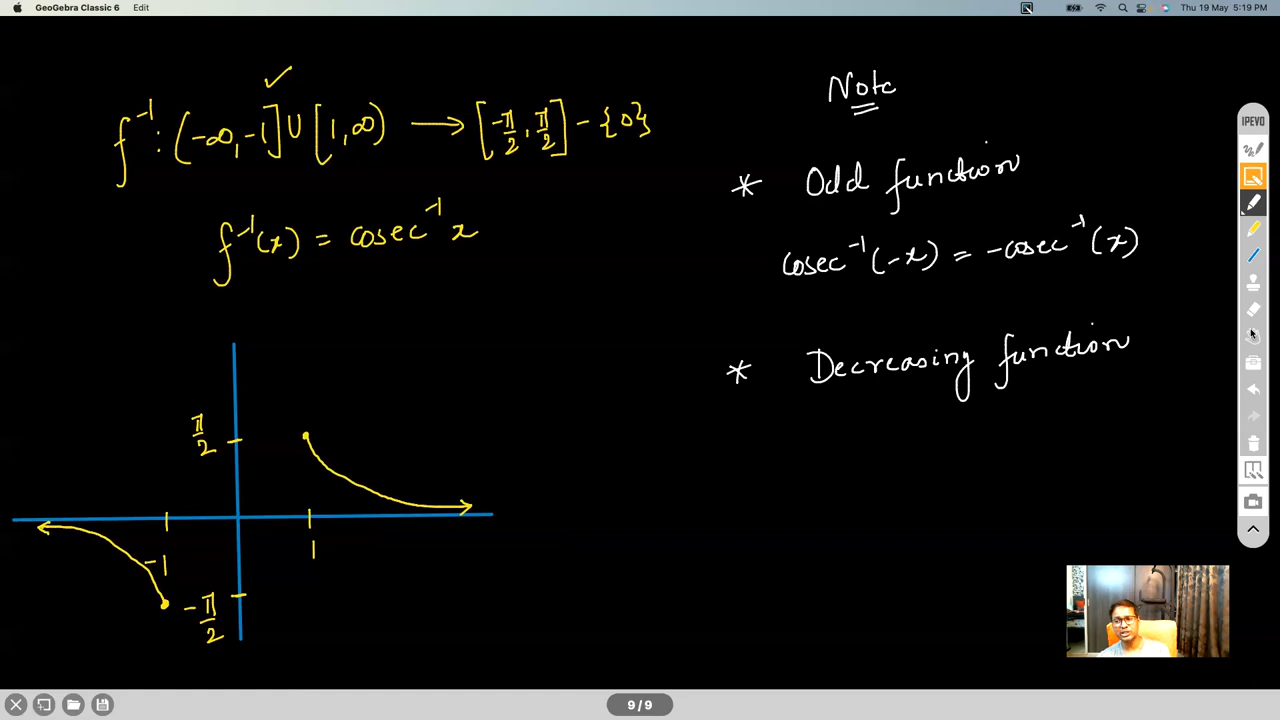 GeoGebra Classic 6 Edit Thu 19 May 5:19 PM
f⁻¹ : (-∞, -1] ∪ [1, ∞) ⟶ [-π/2, π/2] - {0}
f⁻¹(x) = cosec⁻¹ x
Note
* Odd function
cosec⁻¹(-x) = -cosec⁻¹(x)
* Decreasing function
π/2
-1
1
-π/2
IPEVO
9 / 9